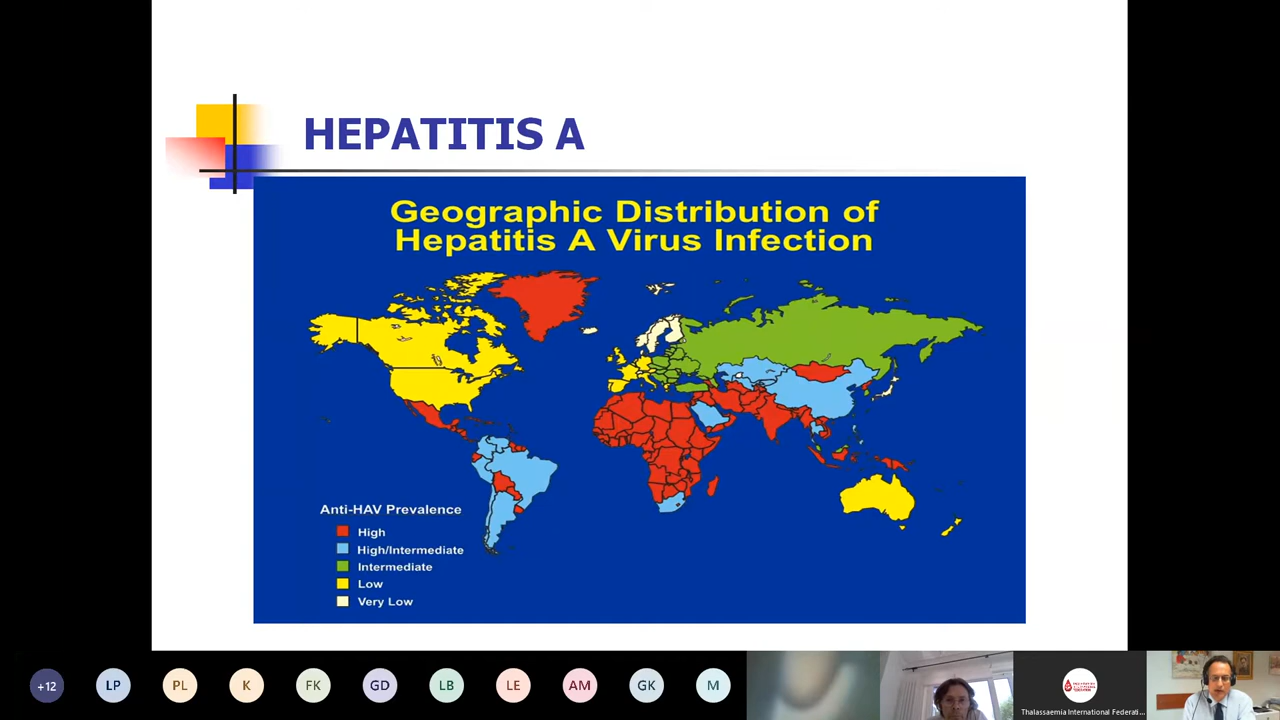 HEPATITIS A
Geographic Distribution of
Hepatitis A Virus Infection
Anti-HAV Prevalence
High
High/Intermediate
Intermediate
Low
Very Low
+12
LP
PL
K
FK
GD
LB
LE
AM
GK
M
Thalassaemia International Federati...